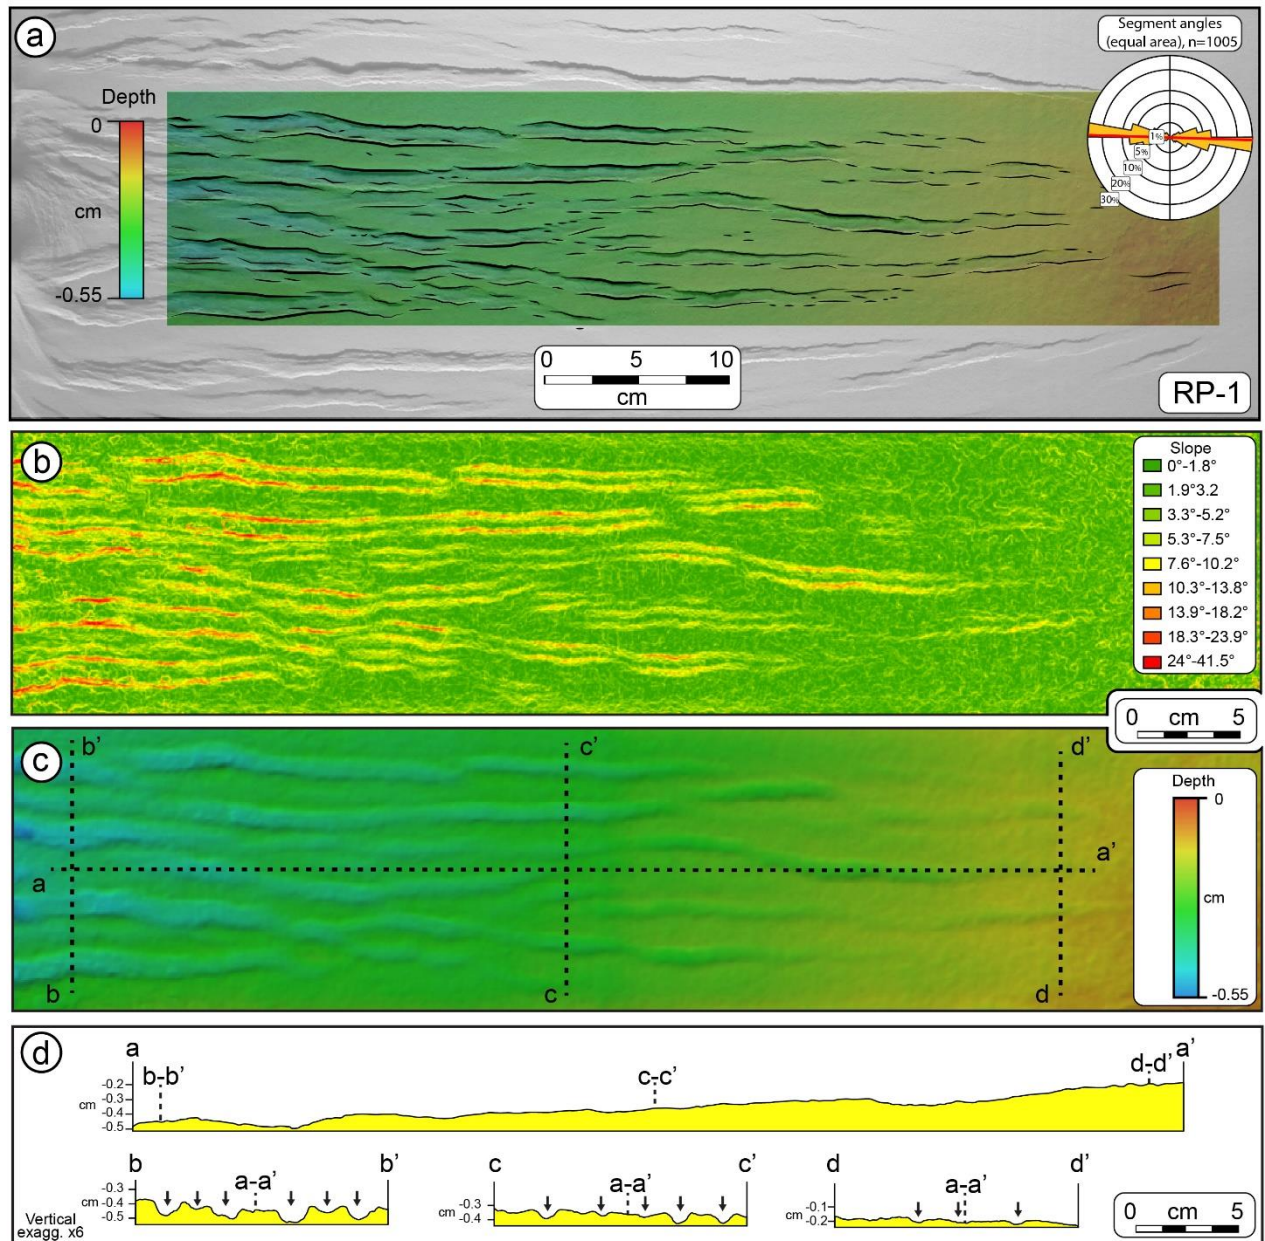 a
Segment angles
(equal area), n=1005
Depth
0
cm
-0.55
1%
5%
10%
20%
30%
0 5 10
cm
RP-1
b
Slope
0°-1.8°
1.9°3.2
3.3°-5.2°
5.3°-7.5°
7.6°-10.2°
10.3°-13.8°
13.9°-18.2°
18.3°-23.9°
24°-41.5°
0 cm 5
c
b’ c’ d’
Depth
0
cm
-0.55
a a’
b c d
d
a a’
b-b’ c-c’ d-d’
-0.2
cm -0.3
-0.4
-0.5
b b’ c c’ d d’
a-a’ a-a’ a-a’
-0.3
cm -0.4
-0.5
-0.3
cm -0.4
-0.1
cm -0.2
Vertical
exagg. x6
0 cm 5